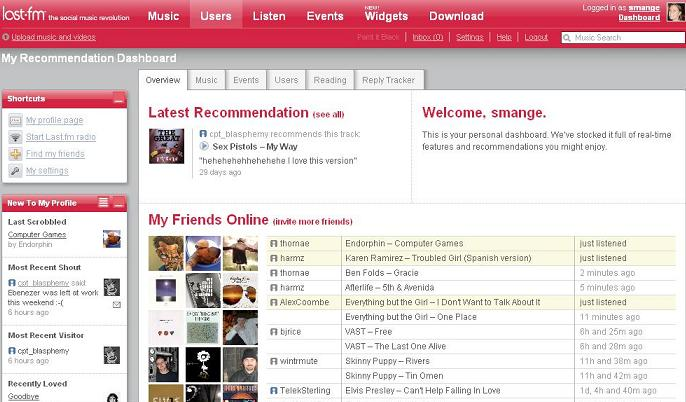 last.fm the social music revolution
Music Users Listen Events NEW! Widgets Download
Logged in as smange
Dashboard
Upload music and videos
Paint it Black Inbox (0) Settings Help Logout Music Search
My Recommendation Dashboard
Overview Music Events Users Reading Reply Tracker
Shortcuts
My profile page
Start Last.fm radio
Find my friends
My settings
New To My Profile
Last Scrobbled
Computer Games
by Endorphin
Most Recent Shout
cpt_blasphemy said:
Ebenezer was left at work
this weekend :-(
6 hours ago
Most Recent Visitor
cpt_blasphemy
6 hours ago
Recently Loved
Goodbye
Latest Recommendation (see all)
THE GREAT
cpt_blasphemy recommends this track:
Sex Pistols – My Way
"hehehehehhehehehe I love this version"
29 days ago
Welcome, smange.
This is your personal dashboard. We've stocked it full of real-time
features and recommendations you might enjoy.
My Friends Online (invite more friends)
thornae Endorphin – Computer Games just listened
harmz Karen Ramirez – Troubled Girl (Spanish version) just listened
thornae Ben Folds – Gracie 2 minutes ago
harmz Afterlife – 5th & Avenida 5 minutes ago
AlexCoombe Everything but the Girl – I Don't Want to Talk About It just listened
Everything but the Girl – One Place 11 minutes ago
bjrice VAST – Free 6h and 25m ago
VAST – The Last One Alive 6h and 28m ago
wintrmute Skinny Puppy – Rivers 11h and 38m ago
Skinny Puppy – Tin Omen 11h and 42m ago
TelekSterling Elvis Presley – Can't Help Falling In Love 1d, 4h and 40m ago